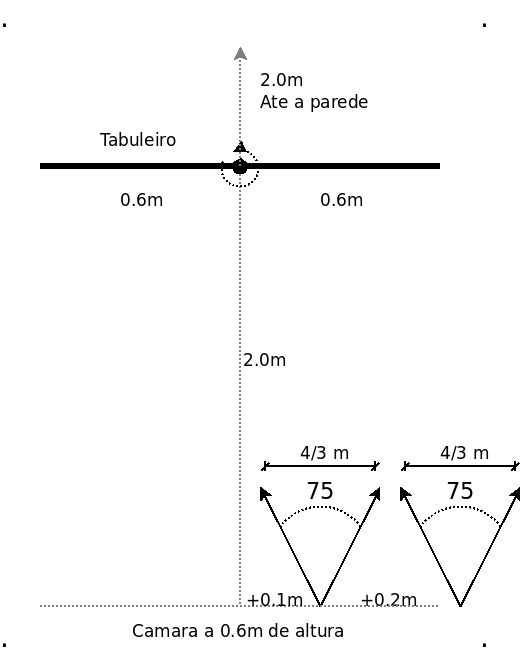 2.0m
Ate a parede
Tabuleiro
0.6m 0.6m
2.0m
4/3 m 4/3 m
75 75
+0.1m +0.2m
Camara a 0.6m de altura